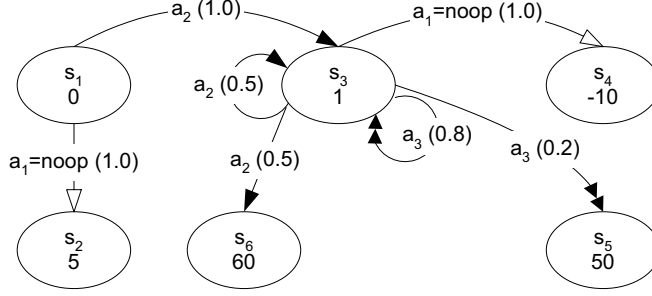 a₂ (1.0)
a₁=noop (1.0)
s₁
0
a₂ (0.5)
s₃
1
s₄
-10
a₃ (0.8)
a₁=noop (1.0)
a₂ (0.5)
a₃ (0.2)
s₂
5
s₆
60
s₅
50